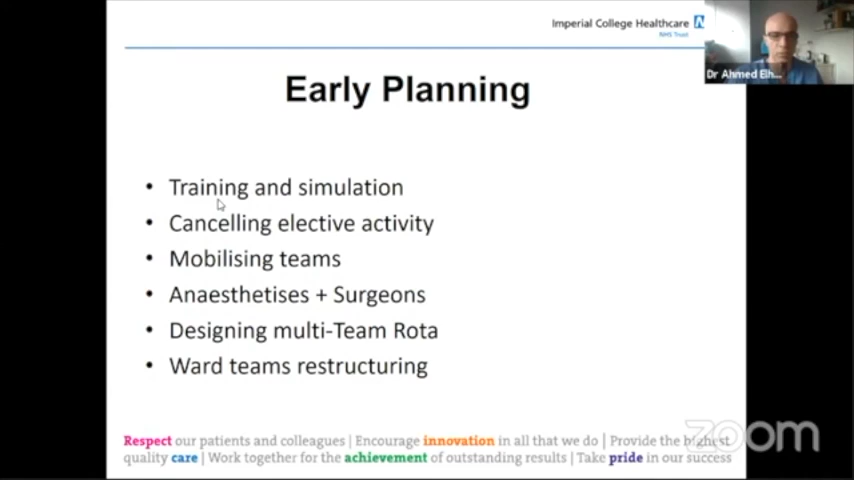 Imperial College Healthcare N
NHS Trust
Dr Ahmed Elh...
Early Planning
• Training and simulation
• Cancelling elective activity
• Mobilising teams
• Anaesthetises + Surgeons
• Designing multi-Team Rota
• Ward teams restructuring
Respect our patients and colleagues | Encourage innovation in all that we do | Provide the highest
quality care | Work together for the achievement of outstanding results | Take pride in our success
zoom